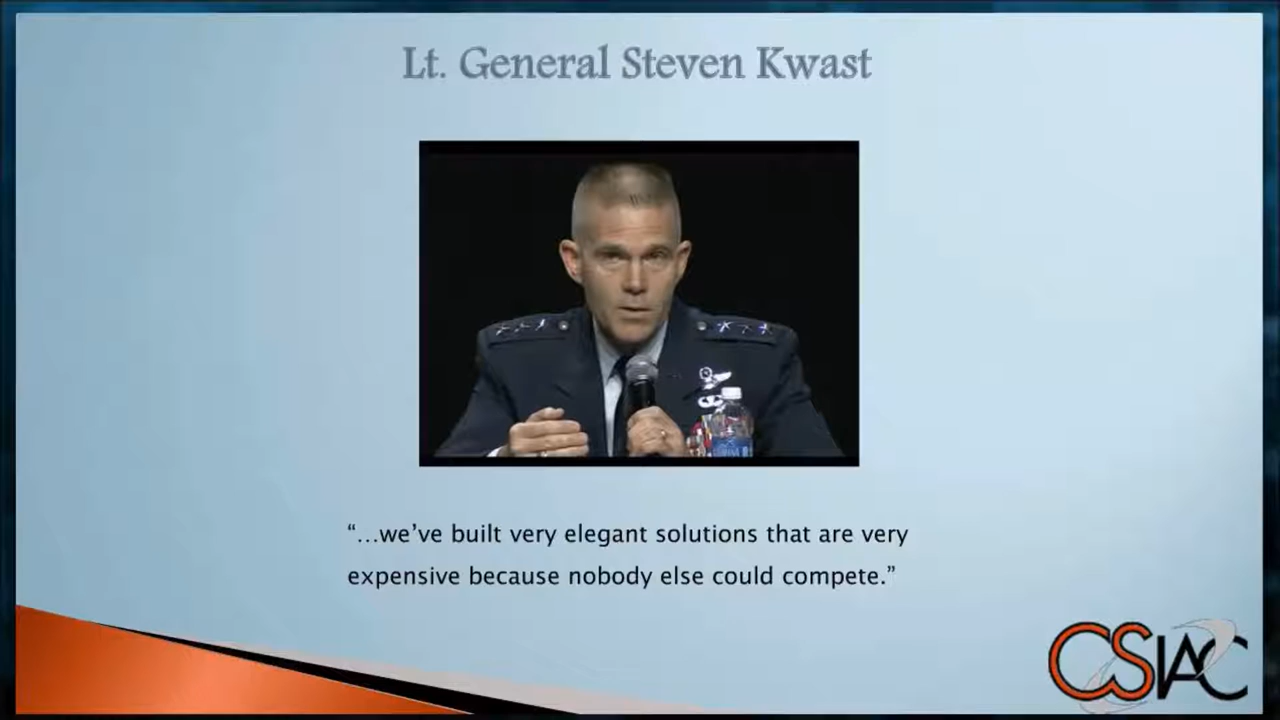 Lt. General Steven Kwast
“...we’ve built very elegant solutions that are very
expensive because nobody else could compete.”
CSIAC